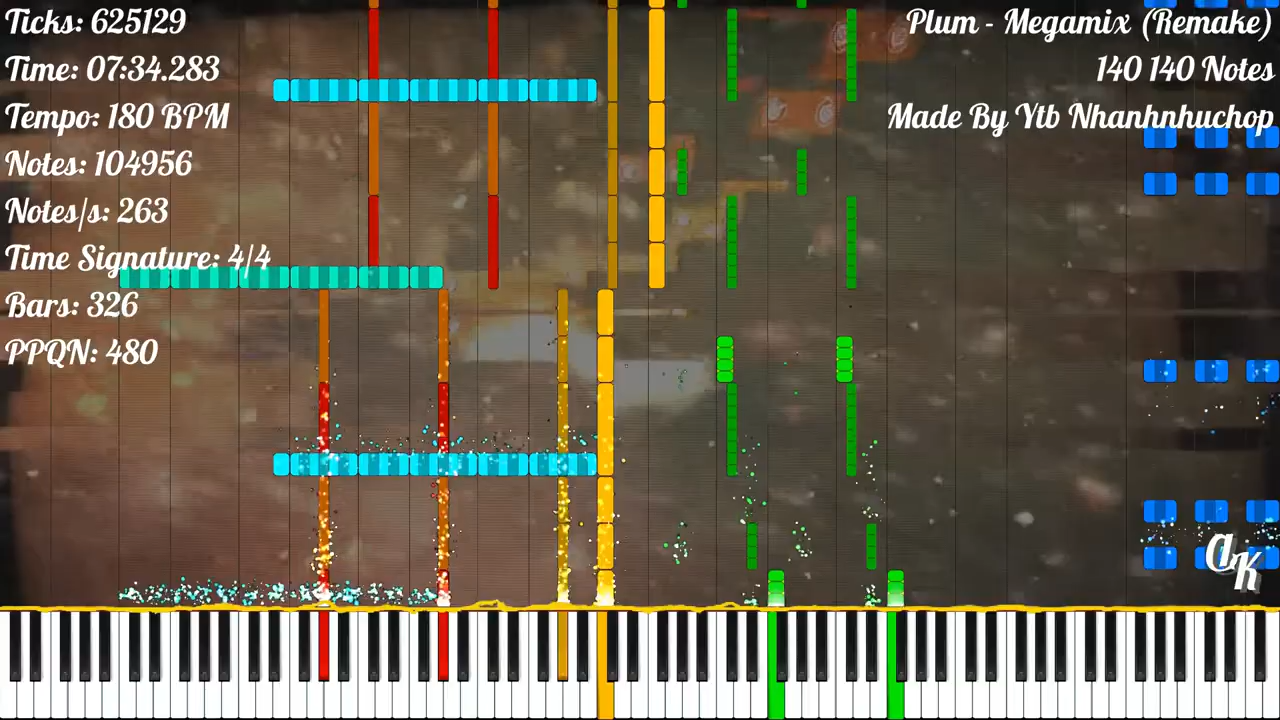 Ticks: 625129
Time: 07:34.283
Tempo: 180 BPM
Notes: 104956
Notes/s: 263
Time Signature: 4/4
Bars: 326
PPQN: 480
Plum - Megamix (Remake)
140 140 Notes
Made By Ytb Nhanhnhuchop
aK